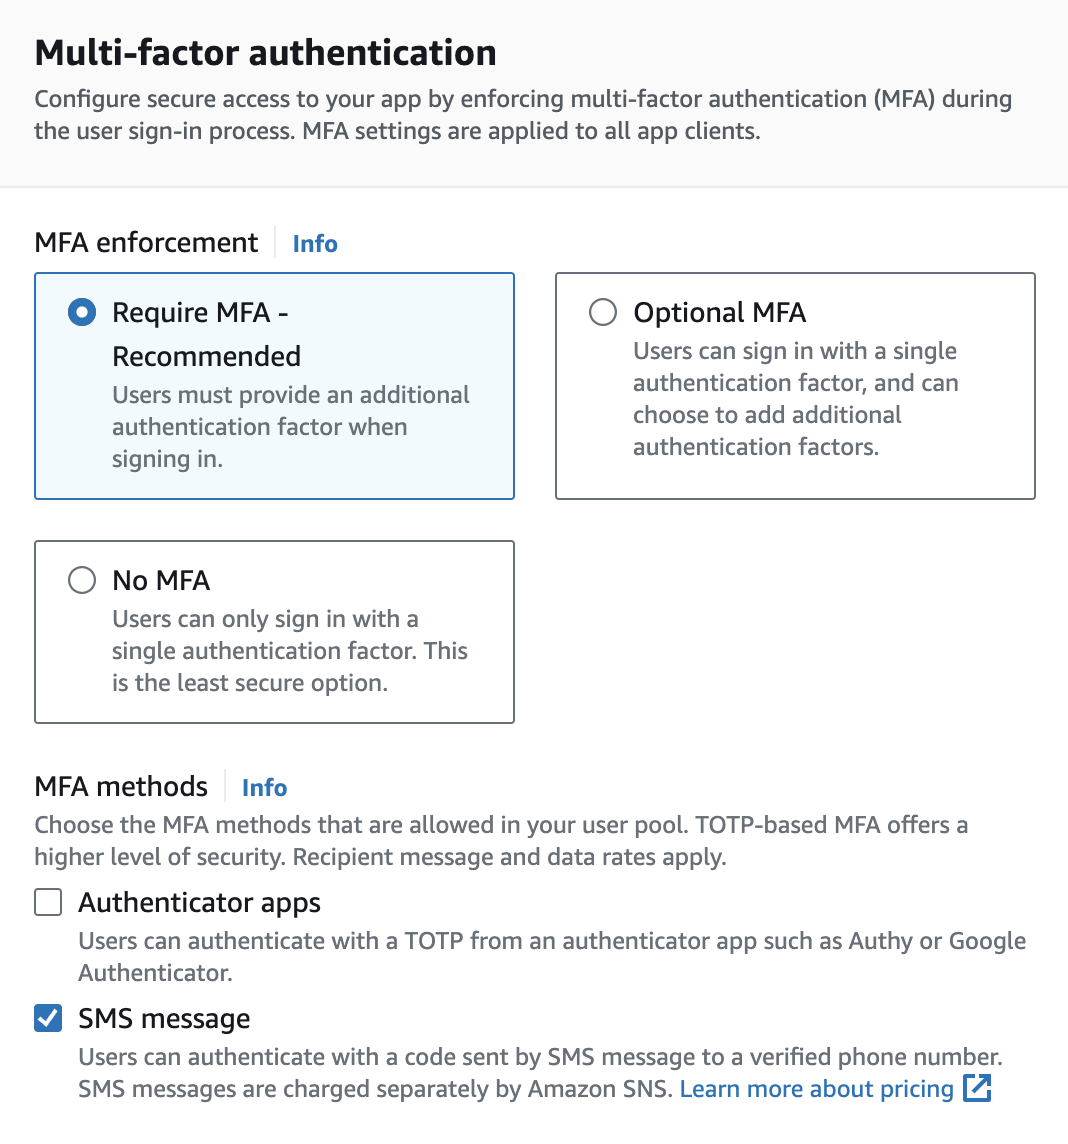 Multi-factor authentication
Configure secure access to your app by enforcing multi-factor authentication (MFA) during
the user sign-in process. MFA settings are applied to all app clients.
MFA enforcement Info
Require MFA -
Recommended
Users must provide an additional
authentication factor when
signing in.
Optional MFA
Users can sign in with a single
authentication factor, and can
choose to add additional
authentication factors.
No MFA
Users can only sign in with a
single authentication factor. This
is the least secure option.
MFA methods Info
Choose the MFA methods that are allowed in your user pool. TOTP-based MFA offers a
higher level of security. Recipient message and data rates apply.
Authenticator apps
Users can authenticate with a TOTP from an authenticator app such as Authy or Google
Authenticator.
SMS message
Users can authenticate with a code sent by SMS message to a verified phone number.
SMS messages are charged separately by Amazon SNS. Learn more about pricing